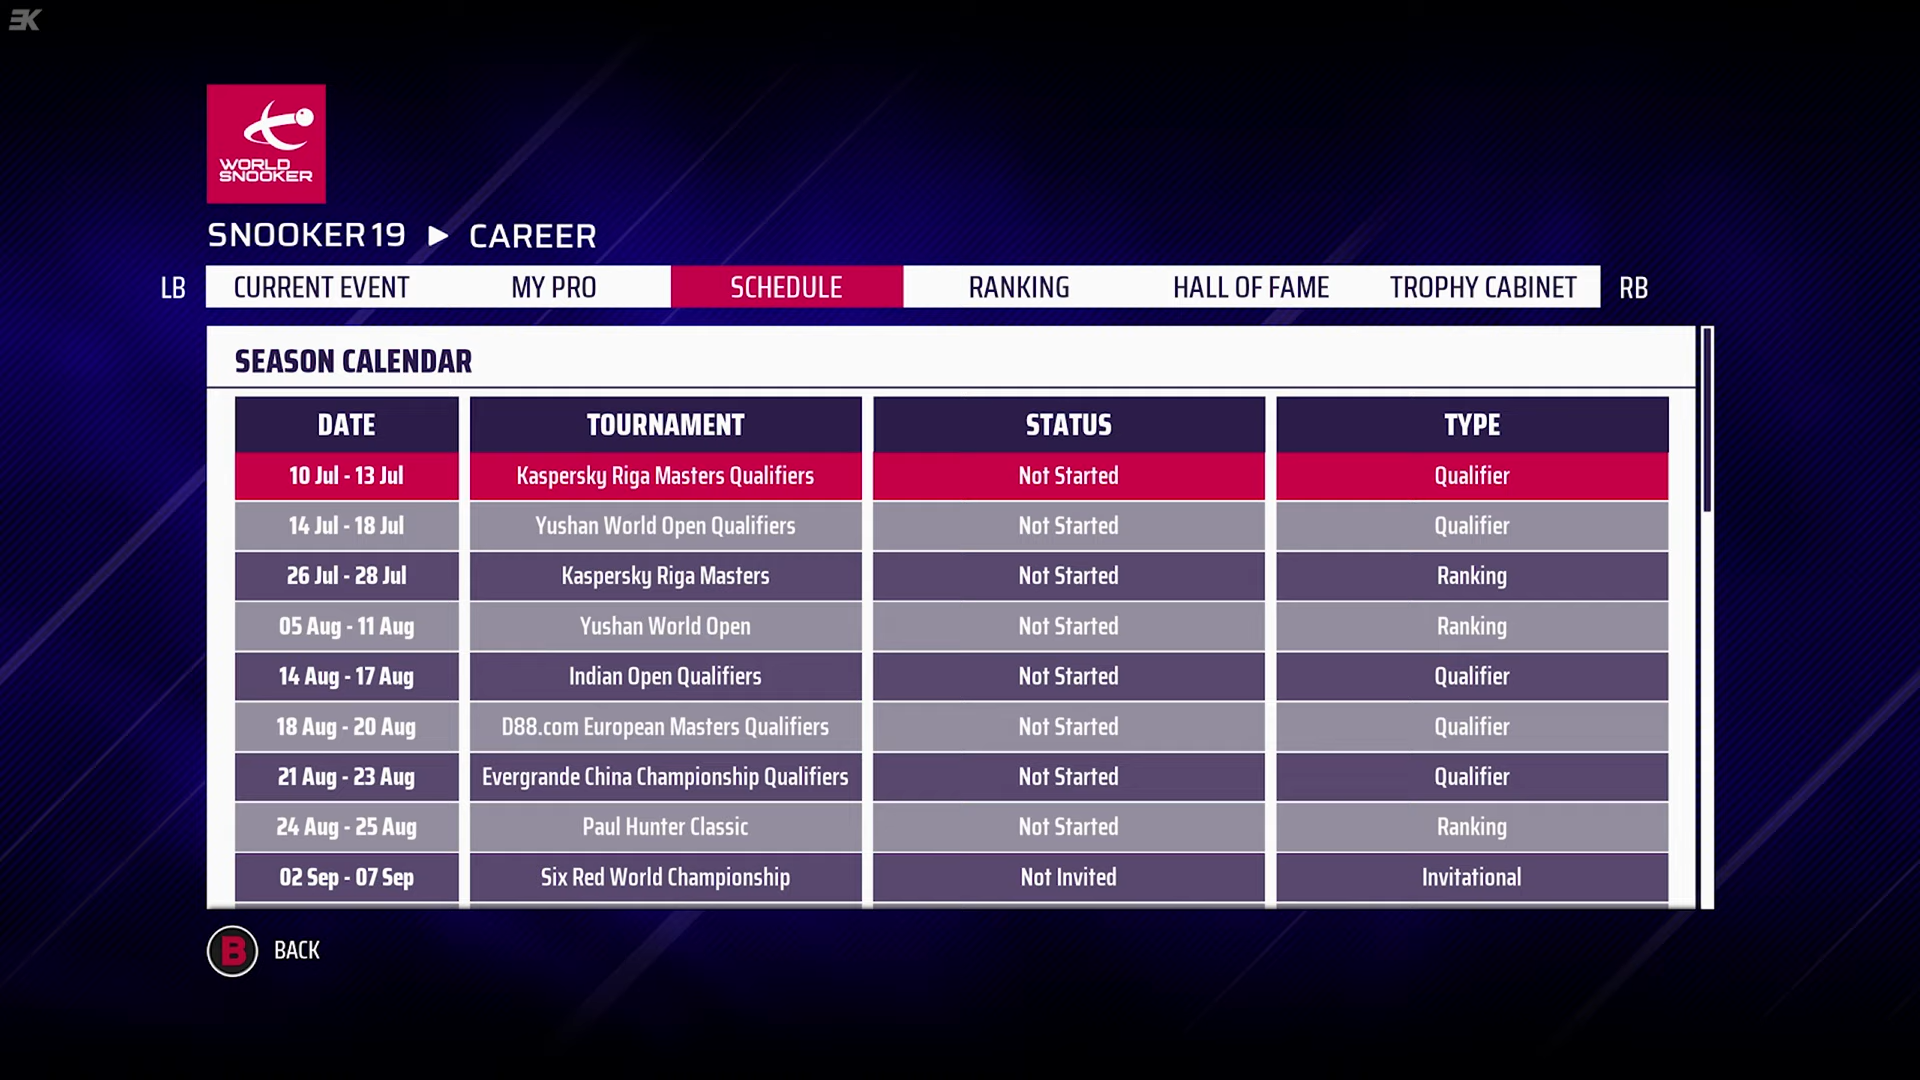 3K
WORLD
SNOOKER
SNOOKER 19 ▶ CAREER
LB CURRENT EVENT MY PRO SCHEDULE RANKING HALL OF FAME TROPHY CABINET RB
SEASON CALENDAR
DATE TOURNAMENT STATUS TYPE
10 Jul - 13 Jul Kaspersky Riga Masters Qualifiers Not Started Qualifier
14 Jul - 18 Jul Yushan World Open Qualifiers Not Started Qualifier
26 Jul - 28 Jul Kaspersky Riga Masters Not Started Ranking
05 Aug - 11 Aug Yushan World Open Not Started Ranking
14 Aug - 17 Aug Indian Open Qualifiers Not Started Qualifier
18 Aug - 20 Aug D88.com European Masters Qualifiers Not Started Qualifier
21 Aug - 23 Aug Evergrande China Championship Qualifiers Not Started Qualifier
24 Aug - 25 Aug Paul Hunter Classic Not Started Ranking
02 Sep - 07 Sep Six Red World Championship Not Invited Invitational
B BACK